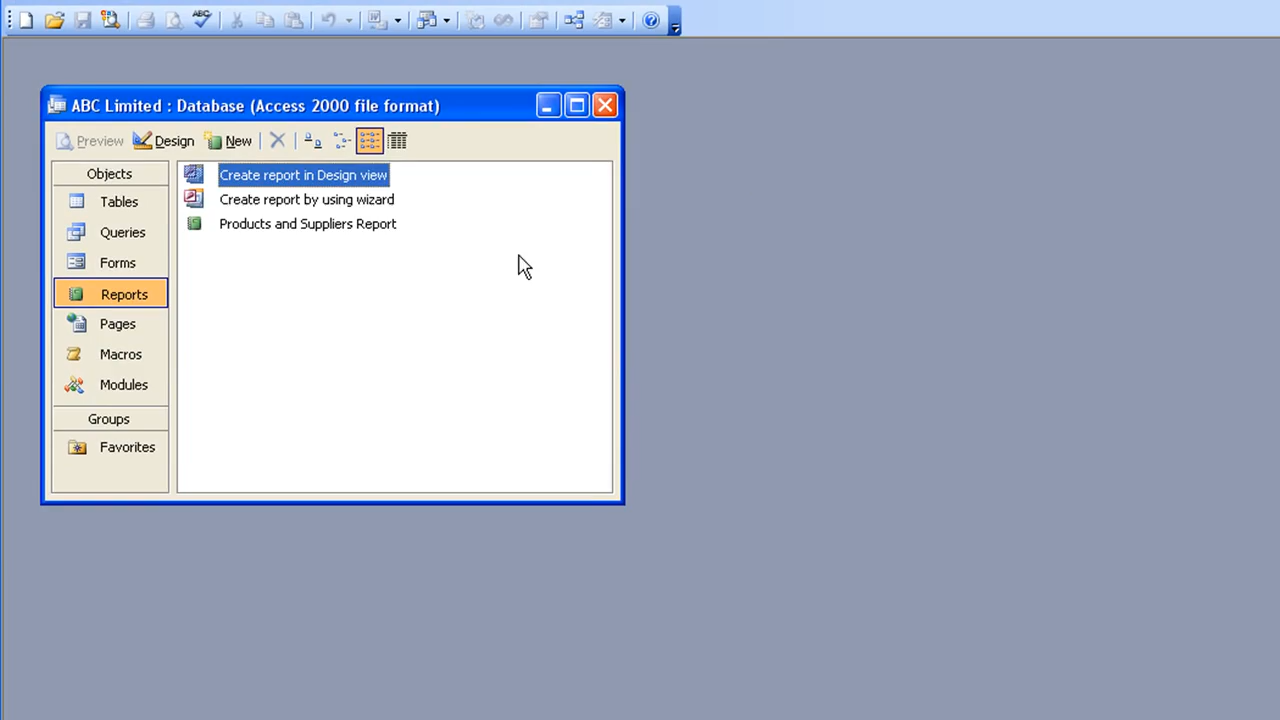 ABC
ABC Limited : Database (Access 2000 file format)
Preview Design New
Objects
Tables
Queries
Forms
Reports
Pages
Macros
Modules
Groups
Favorites
Create report in Design view
Create report by using wizard
Products and Suppliers Report